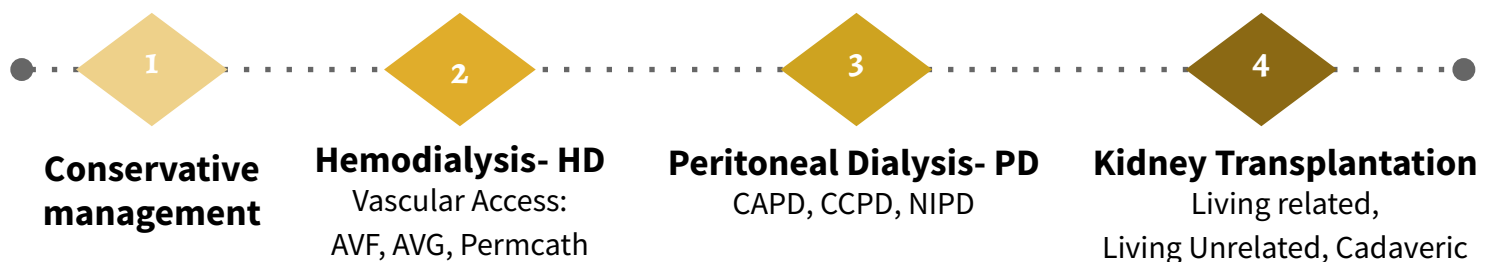 1
Conservative
management
2
Hemodialysis- HD
Vascular Access:
AVF, AVG, Permcath
3
Peritoneal Dialysis- PD
CAPD, CCPD, NIPD
4
Kidney Transplantation
Living related,
Living Unrelated, Cadaveric